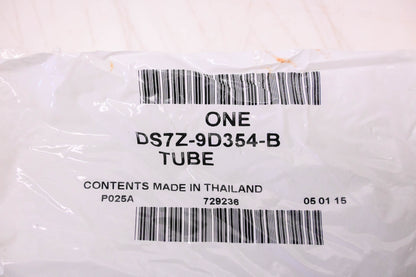 ONE
DS7Z-9D354-B
TUBE
CONTENTS MADE IN THAILAND
P025A 729236 05 01 15